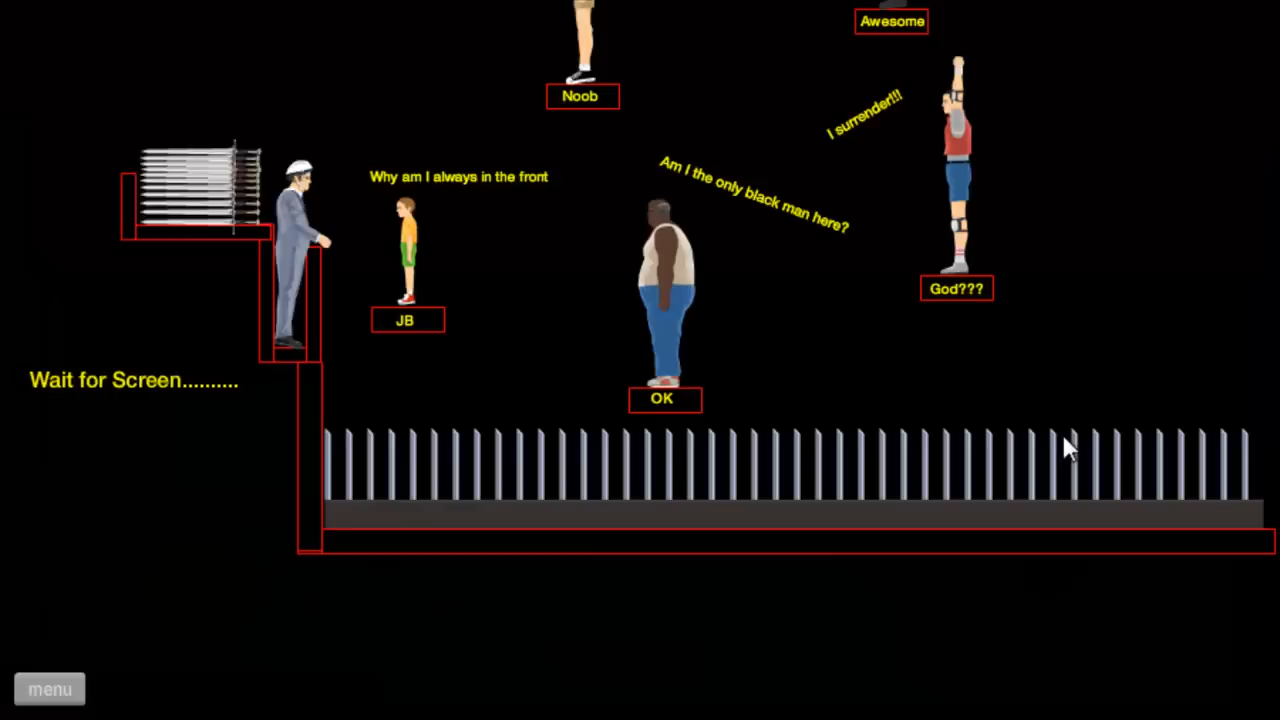 Awesome
Noob
I surrender!!!
Why am I always in the front
Am I the only black man here?
God???
JB
Wait for Screen..........
OK
menu